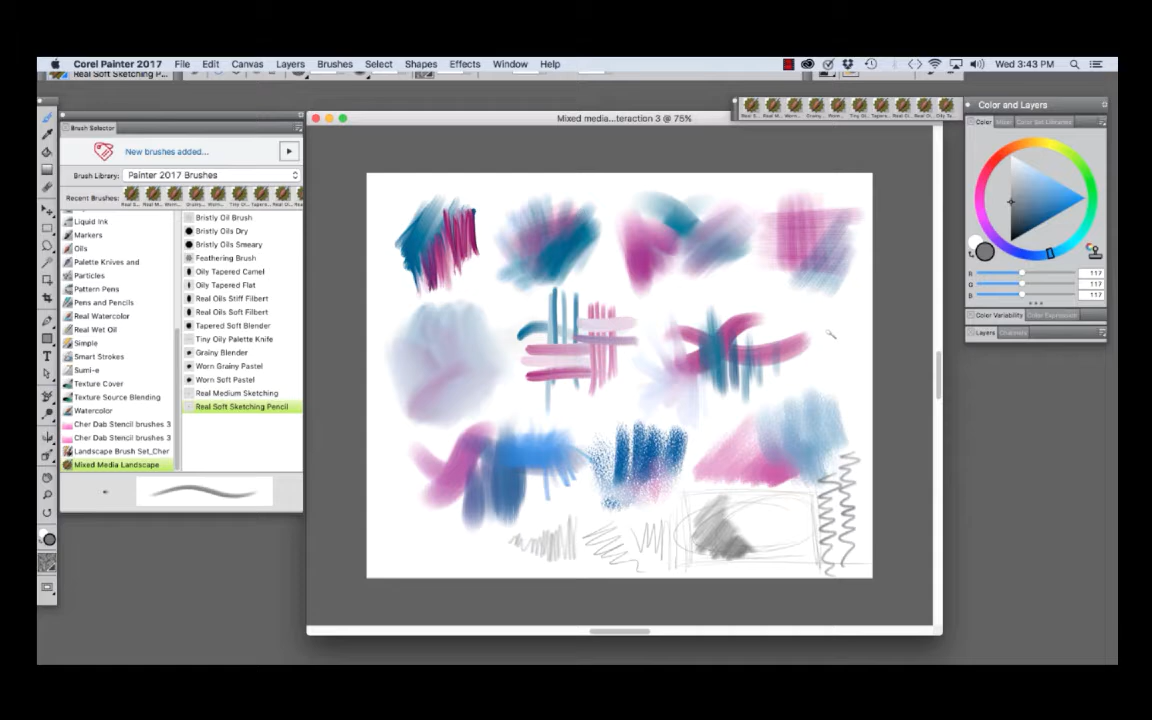 Corel Painter 2017 File Edit Canvas Layers Brushes Select Shapes Effects Window Help Wed 3:43 PM
Real Soft Sketching P...
Mixed media...teraction 3 @ 75%
Color and Layers
Brush Selector
Color Mixer Color Set Libraries
New brushes added...
Brush Library: Painter 2017 Brushes
Recent Brushes:
Liquid Ink
Markers
Oils
Palette Knives and
Particles
Pattern Pens
Pens and Pencils
Real Watercolor
Real Wet Oil
Simple
Smart Strokes
Sumi-e
Texture Cover
Texture Source Blending
Watercolor
Cher Dab Stencil brushes 3
Cher Dab Stencil brushes 3
Landscape Brush Set_Cher
Mixed Media Landscape
Bristly Oil Brush
Bristly Oils Dry
Bristly Oils Smeary
Feathering Brush
Oily Tapered Camel
Oily Tapered Flat
Real Oils Stiff Filbert
Real Oils Soft Filbert
Tapered Soft Blender
Tiny Oily Palette Knife
Grainy Blender
Worn Grainy Pastel
Worn Soft Pastel
Real Medium Sketching
Real Soft Sketching Pencil
R 117
G 117
B 117
Color Variability Color Expression
Layers Channels